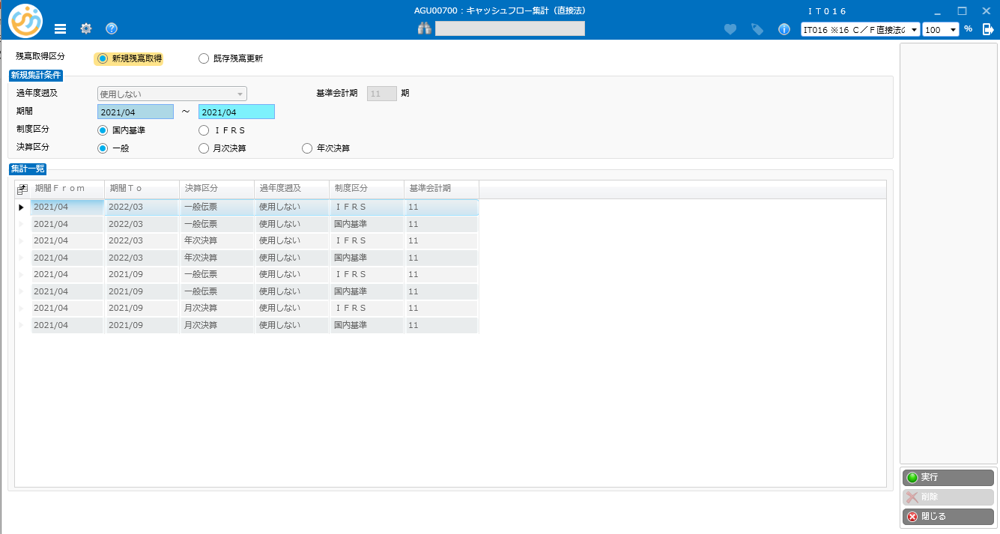 AGU00700：キャッシュフロー集計（直接法）
ＩＴ０１６
IT016 ※16 Ｃ／Ｆ直接法の
100 %
残高取得区分 新規残高取得 既存残高更新
新規集計条件
過年度遡及 使用しない 基準会計期 11 期
期間 2021/04 ～ 2021/04
制度区分 国内基準 ＩＦＲＳ
決算区分 一般 月次決算 年次決算
集計一覧
期間Ｆｒｏｍ 期間Ｔｏ 決算区分 過年度遡及 制度区分 基準会計期
2021/04 2022/03 一般伝票 使用しない ＩＦＲＳ 11
2021/04 2022/03 一般伝票 使用しない 国内基準 11
2021/04 2022/03 年次決算 使用しない ＩＦＲＳ 11
2021/04 2022/03 年次決算 使用しない 国内基準 11
2021/04 2021/09 一般伝票 使用しない ＩＦＲＳ 11
2021/04 2021/09 一般伝票 使用しない 国内基準 11
2021/04 2021/09 月次決算 使用しない ＩＦＲＳ 11
2021/04 2021/09 月次決算 使用しない 国内基準 11
実行
削除
閉じる